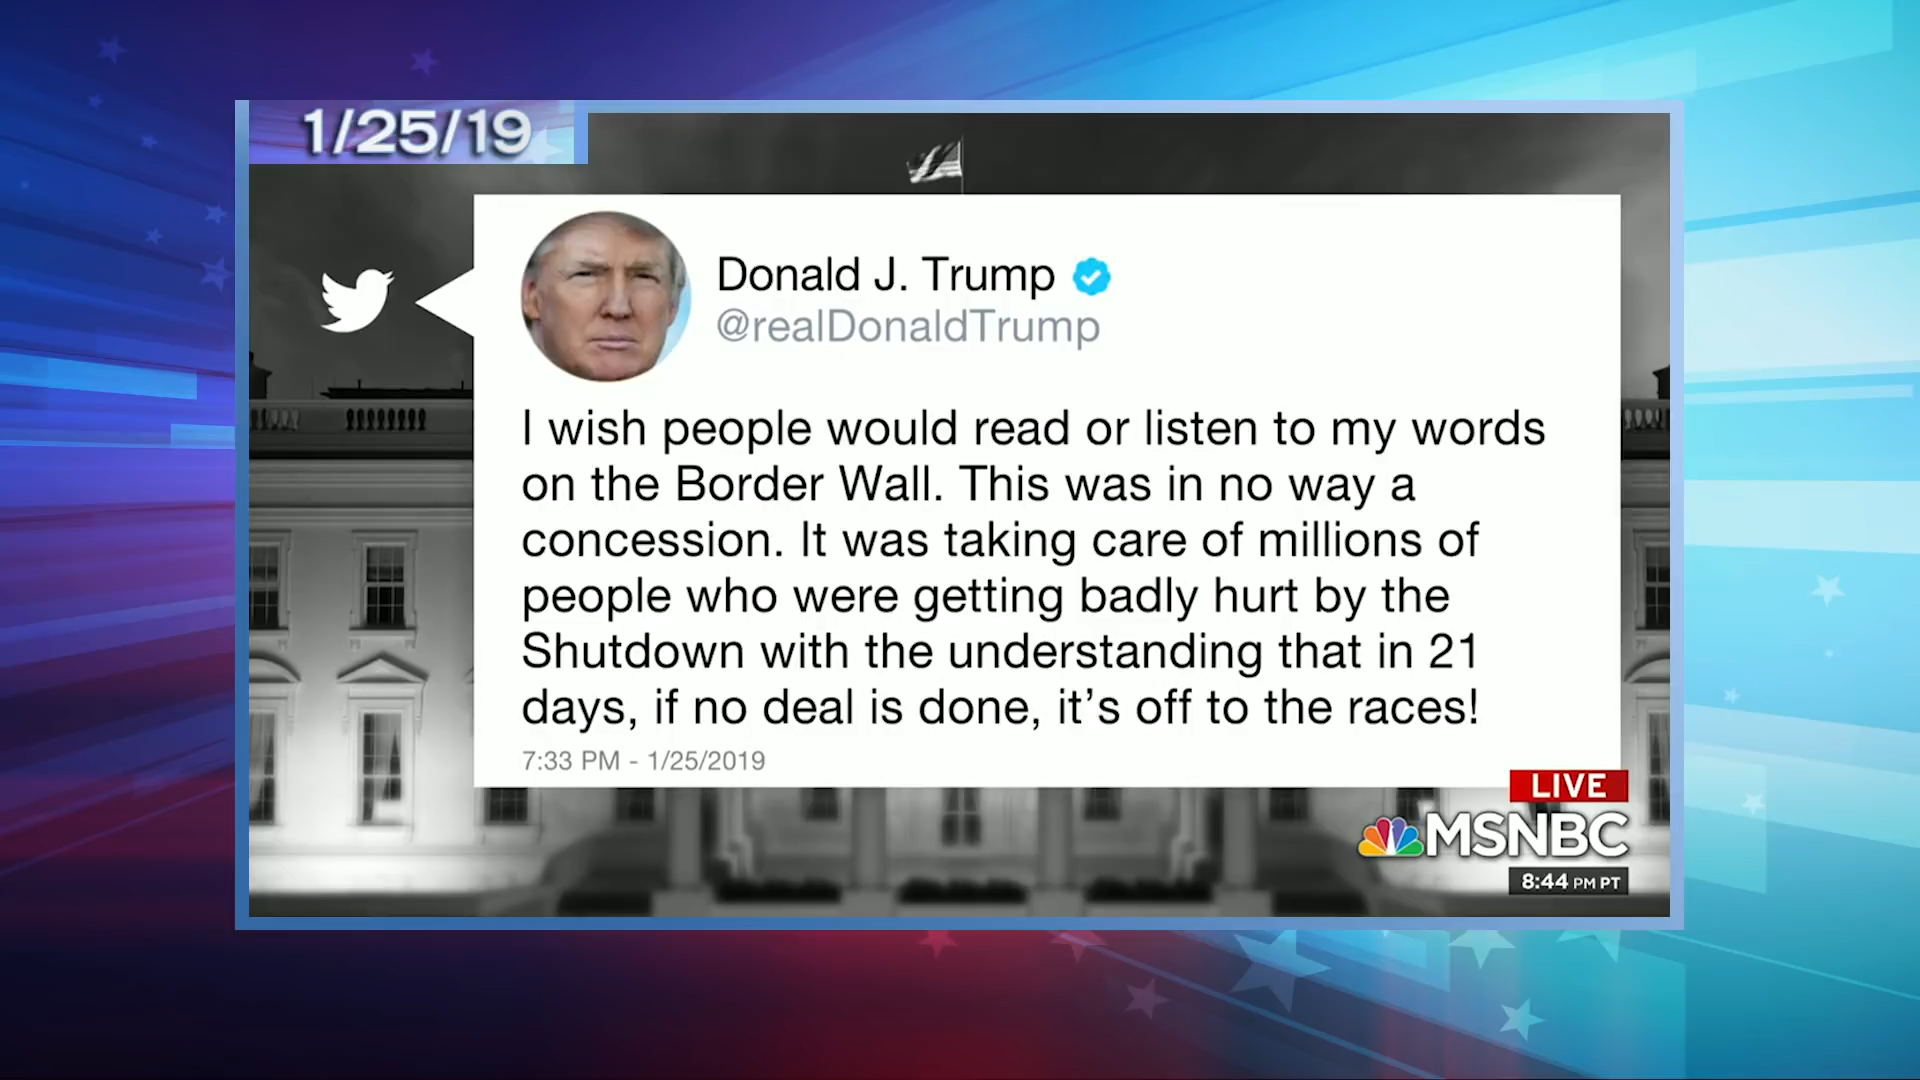 1/25/19
Donald J. Trump
@realDonaldTrump
I wish people would read or listen to my words
on the Border Wall. This was in no way a
concession. It was taking care of millions of
people who were getting badly hurt by the
Shutdown with the understanding that in 21
days, if no deal is done, it’s off to the races!
7:33 PM - 1/25/2019
LIVE
MSNBC
8:44 PM PT